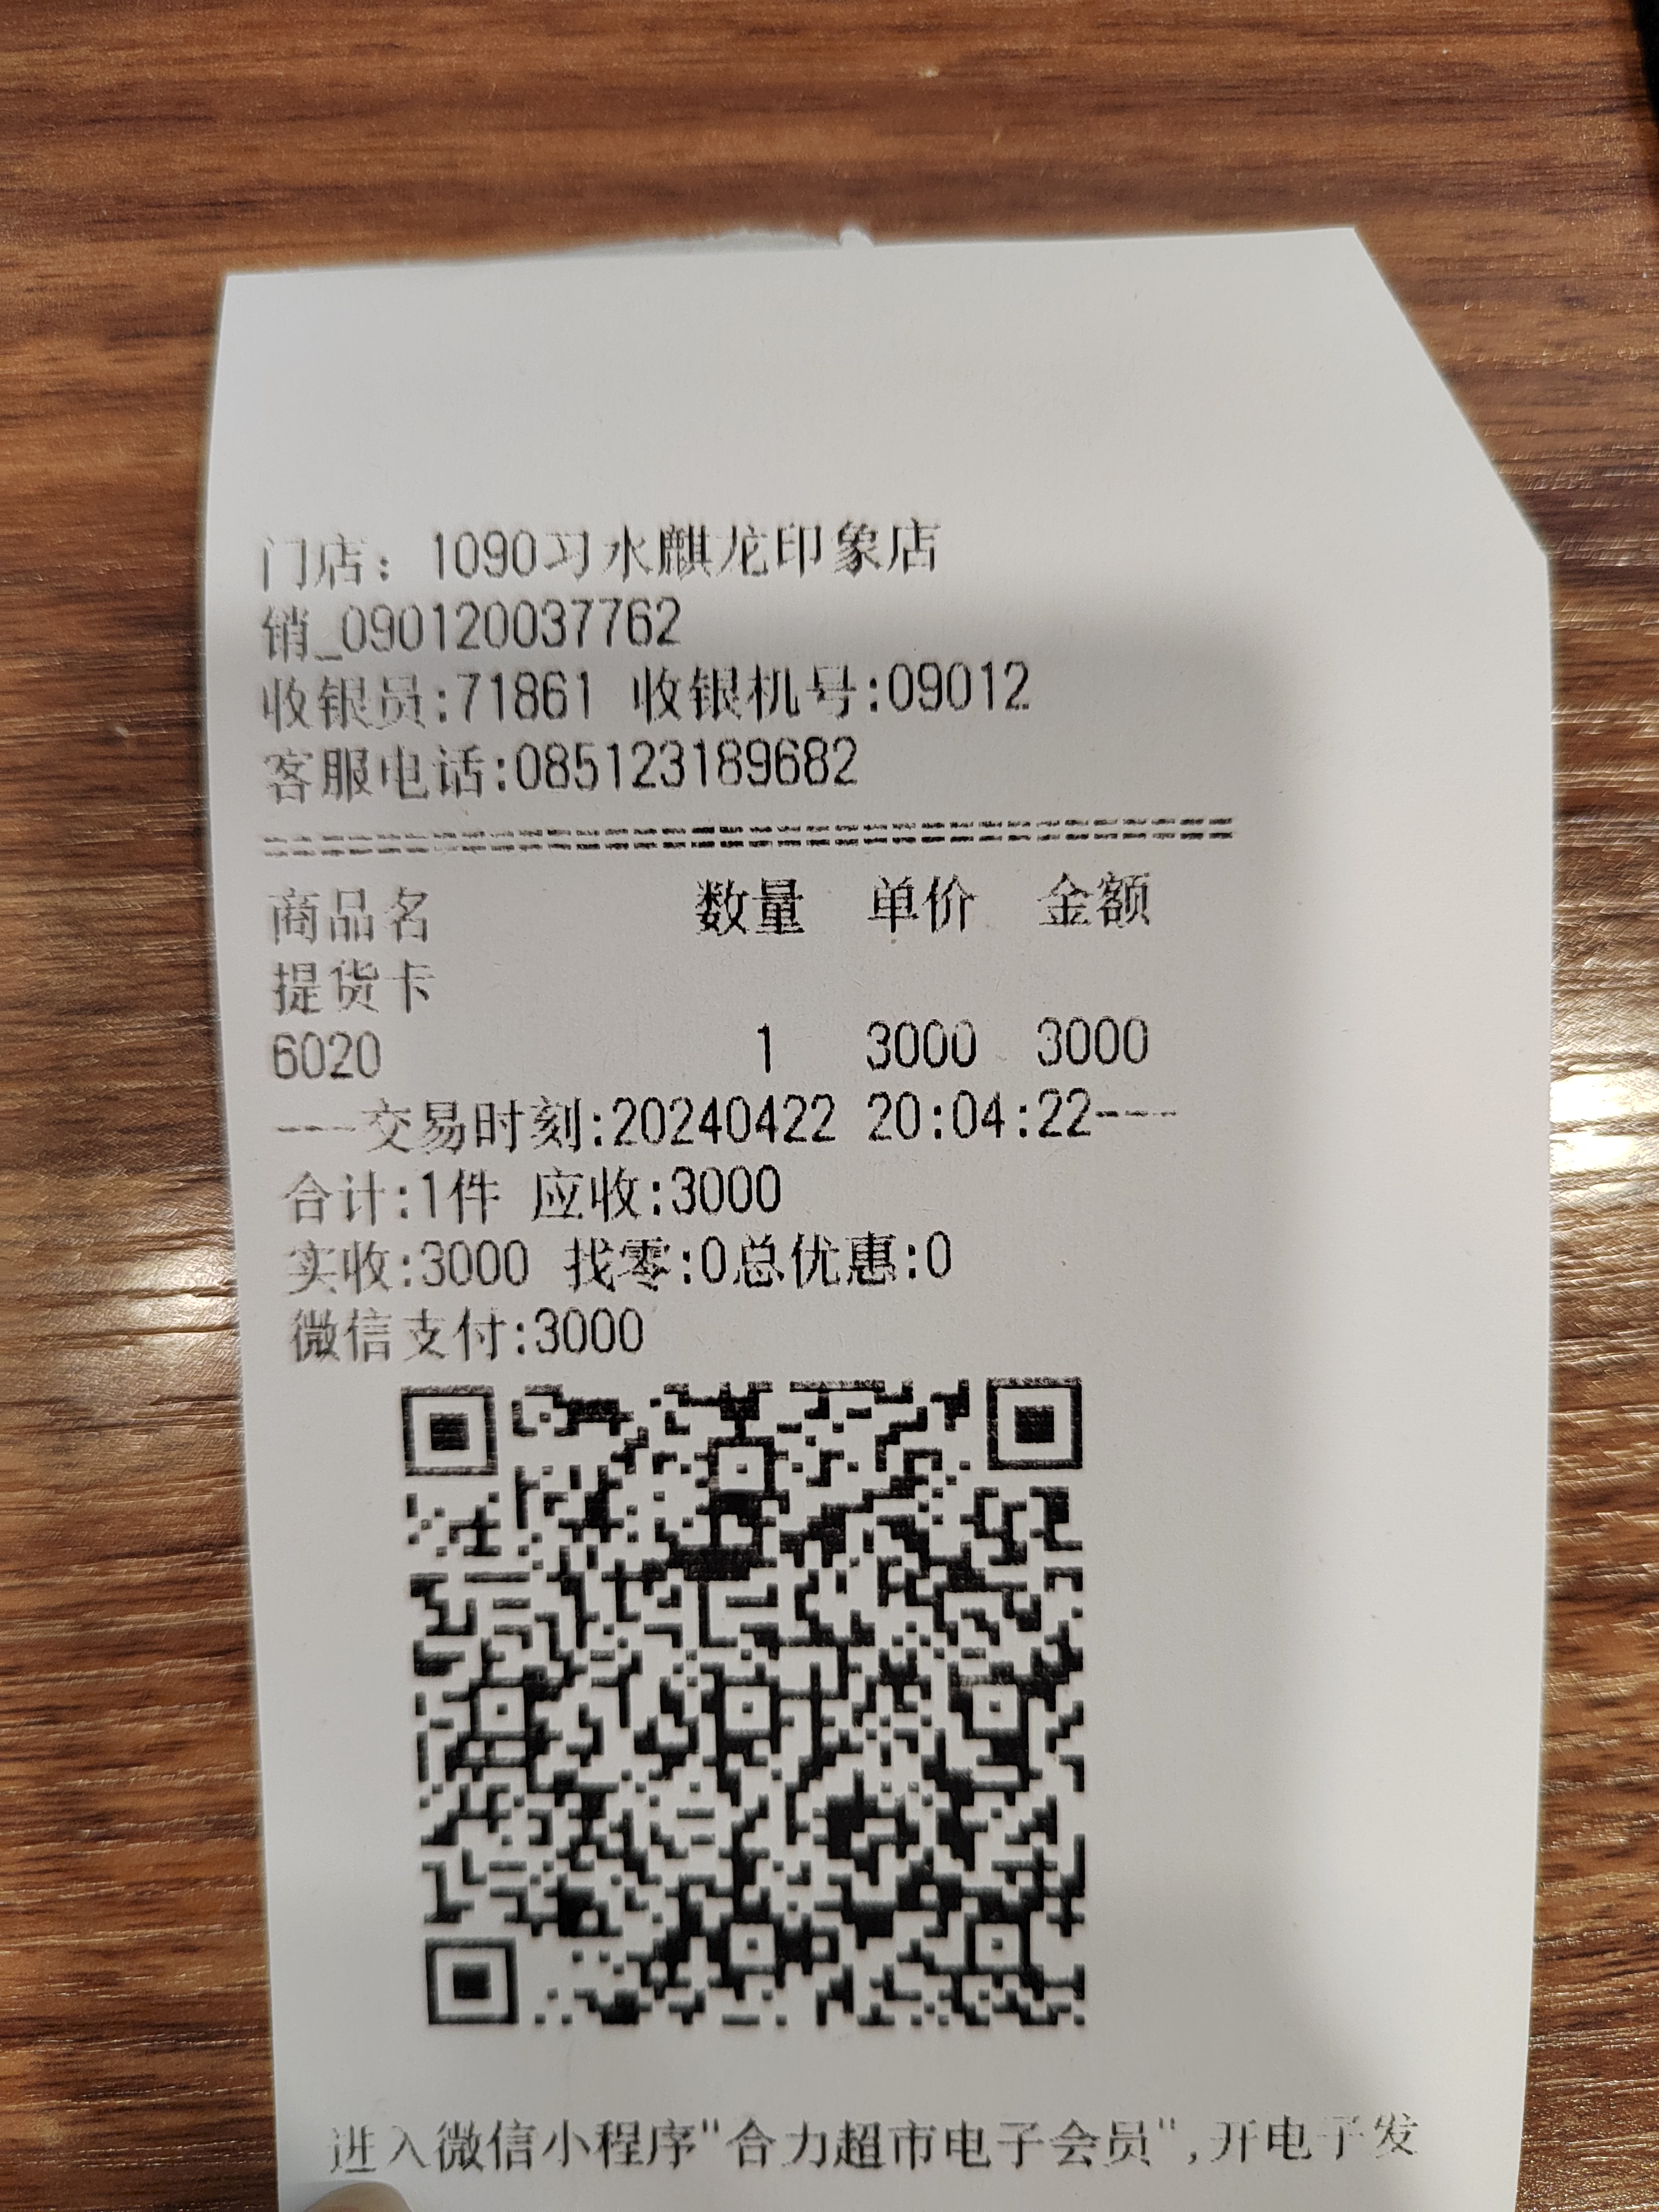 门店：1090习水麒龙印象店
销_090120037762
收银员:71861 收银机号:09012
客服电话:085123189682
商品名 数量 单价 金额
提货卡
6020 1 3000 3000
---交易时刻:20240422 20:04:22---
合计:1件 应收:3000
实收:3000 找零:0总优惠:0
微信支付:3000
进入微信小程序"合力超市电子会员",开电子发